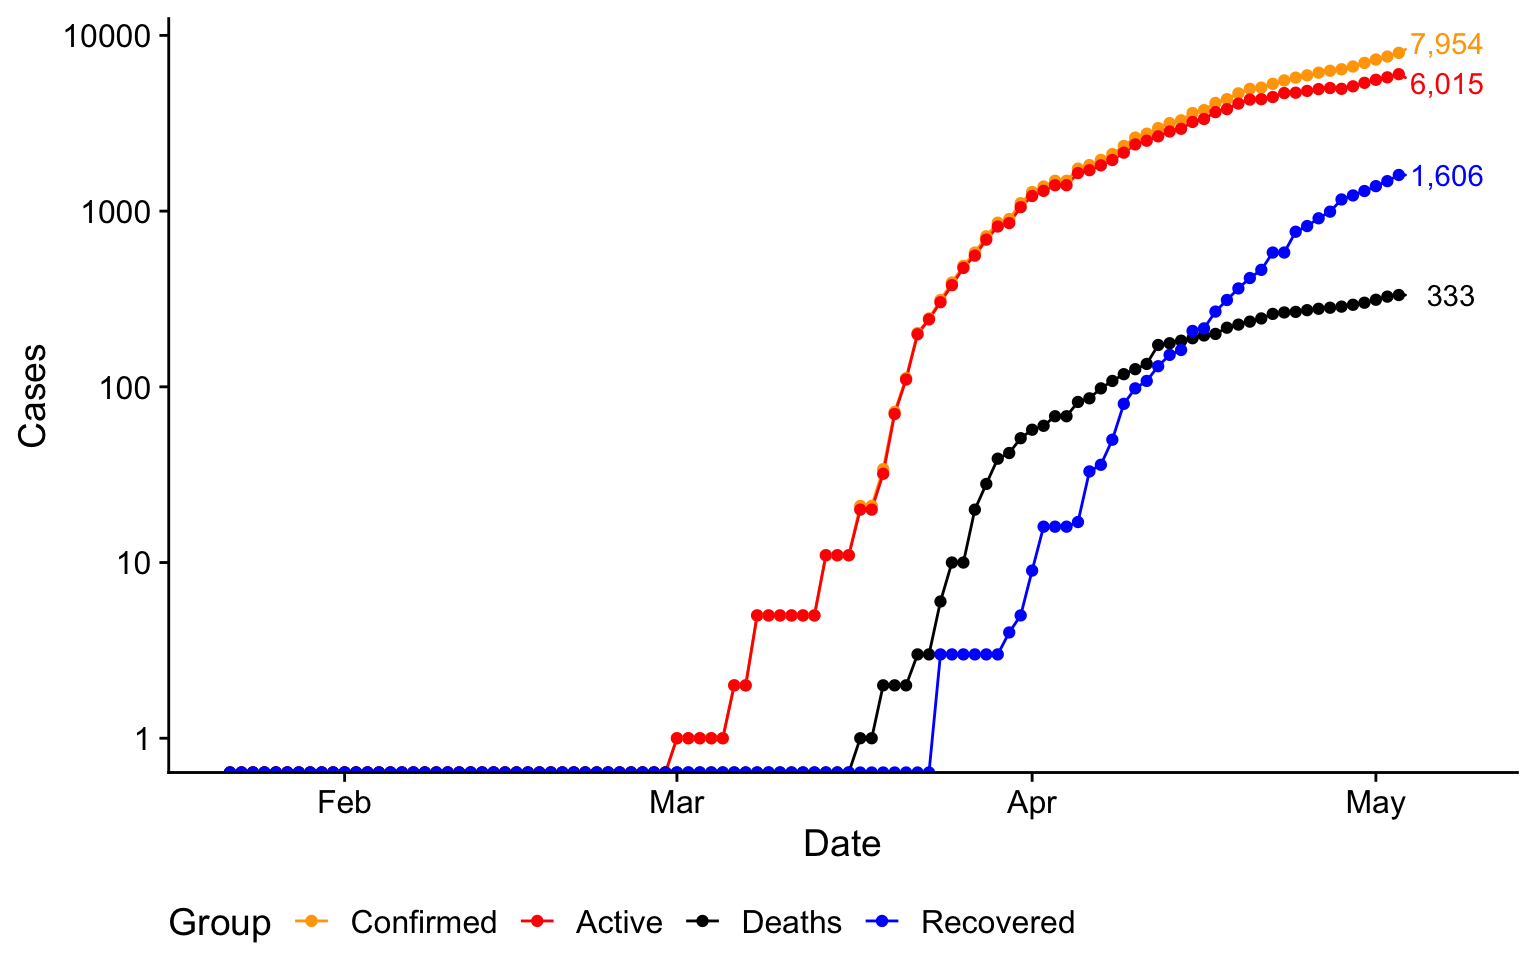 10000
1000
100
10
1
Cases
7,954
6,015
1,606
333
Feb Mar Apr May
Date
Group Confirmed Active Deaths Recovered